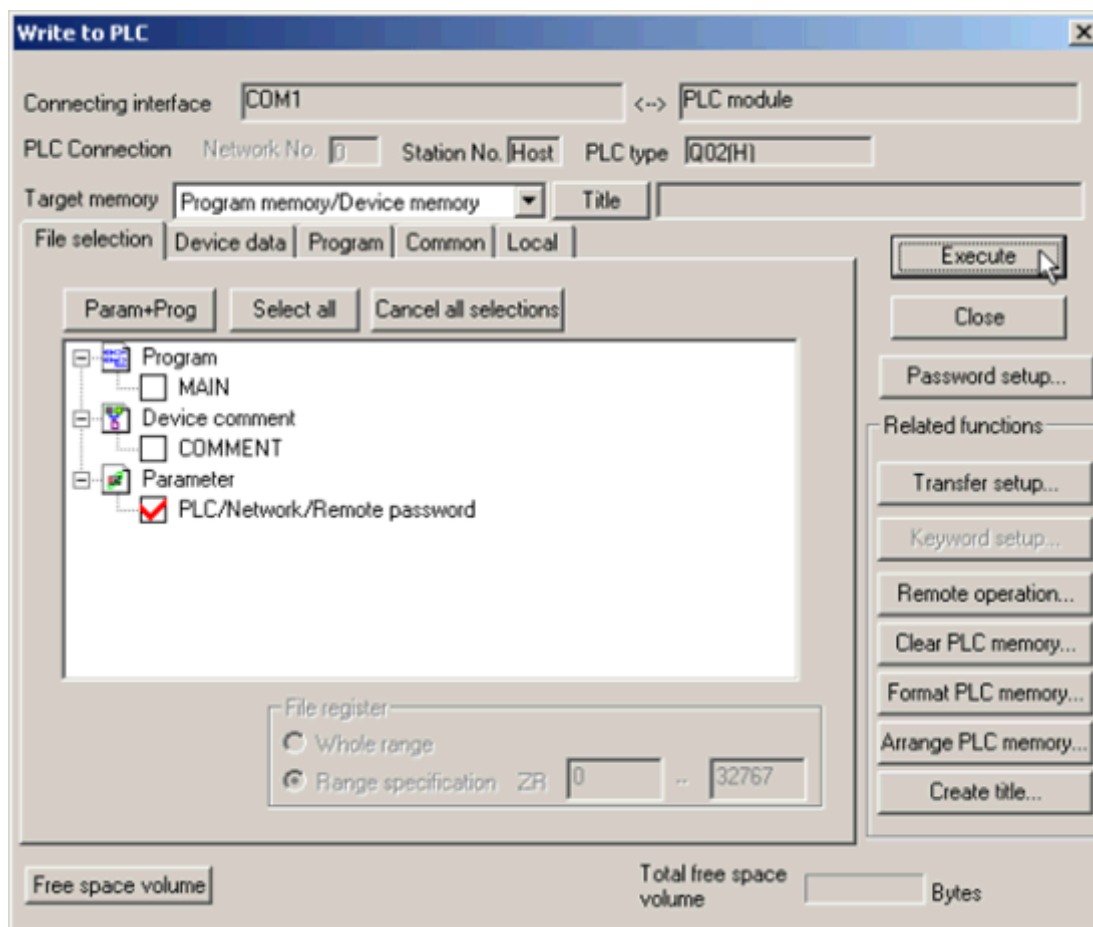 Write to PLC
Connecting interface COM1 <--> PLC module
PLC Connection Network No. 0 Station No. Host PLC type Q02(H)
Target memory Program memory/Device memory Title
File selection Device data Program Common Local
Execute
Param+Prog Select all Cancel all selections
Close
Program
MAIN
Password setup...
Device comment
COMMENT
Related functions
Parameter
PLC/Network/Remote password
Transfer setup...
Keyword setup...
Remote operation...
Clear PLC memory...
Format PLC memory...
File register
Whole range
Arrange PLC memory...
Range specification ZR 0 .. 32767
Create title...
Free space volume
Total free space
volume Bytes